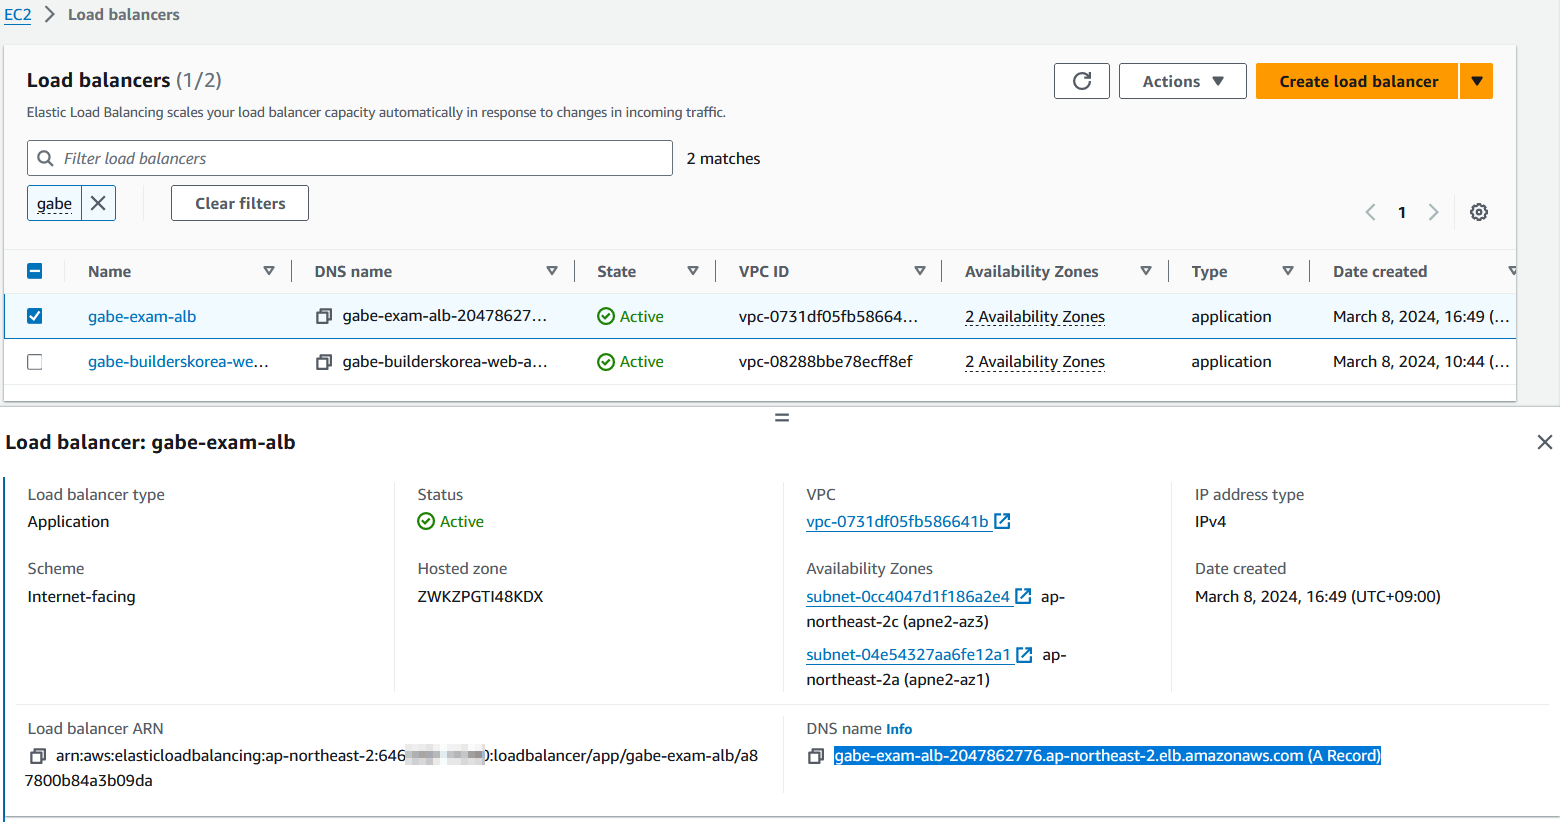 EC2 > Load balancers
Load balancers (1/2)
Actions
Create load balancer
Elastic Load Balancing scales your load balancer capacity automatically in response to changes in incoming traffic.
Filter load balancers
2 matches
gabe
Clear filters
1
Name DNS name State VPC ID Availability Zones Type Date created
gabe-exam-alb gabe-exam-alb-20478627... Active vpc-0731df05fb58664... 2 Availability Zones application March 8, 2024, 16:49 (...
gabe-builderskorea-we... gabe-builderskorea-web-a... Active vpc-08288bbe78ecff8ef 2 Availability Zones application March 8, 2024, 10:44 (...
Load balancer: gabe-exam-alb
Load balancer type
Application
Status
Active
VPC
vpc-0731df05fb586641b
IP address type
IPv4
Scheme
Internet-facing
Hosted zone
ZWKZPGTI48KDX
Availability Zones
subnet-0cc4047d1f186a2e4 ap-
northeast-2c (apne2-az3)
subnet-04e54327aa6fe12a1 ap-
northeast-2a (apne2-az1)
Date created
March 8, 2024, 16:49 (UTC+09:00)
Load balancer ARN
arn:aws:elasticloadbalancing:ap-northeast-2:646 :loadbalancer/app/gabe-exam-alb/a8
7800b84a3b09da
DNS name Info
gabe-exam-alb-2047862776.ap-northeast-2.elb.amazonaws.com (A Record)